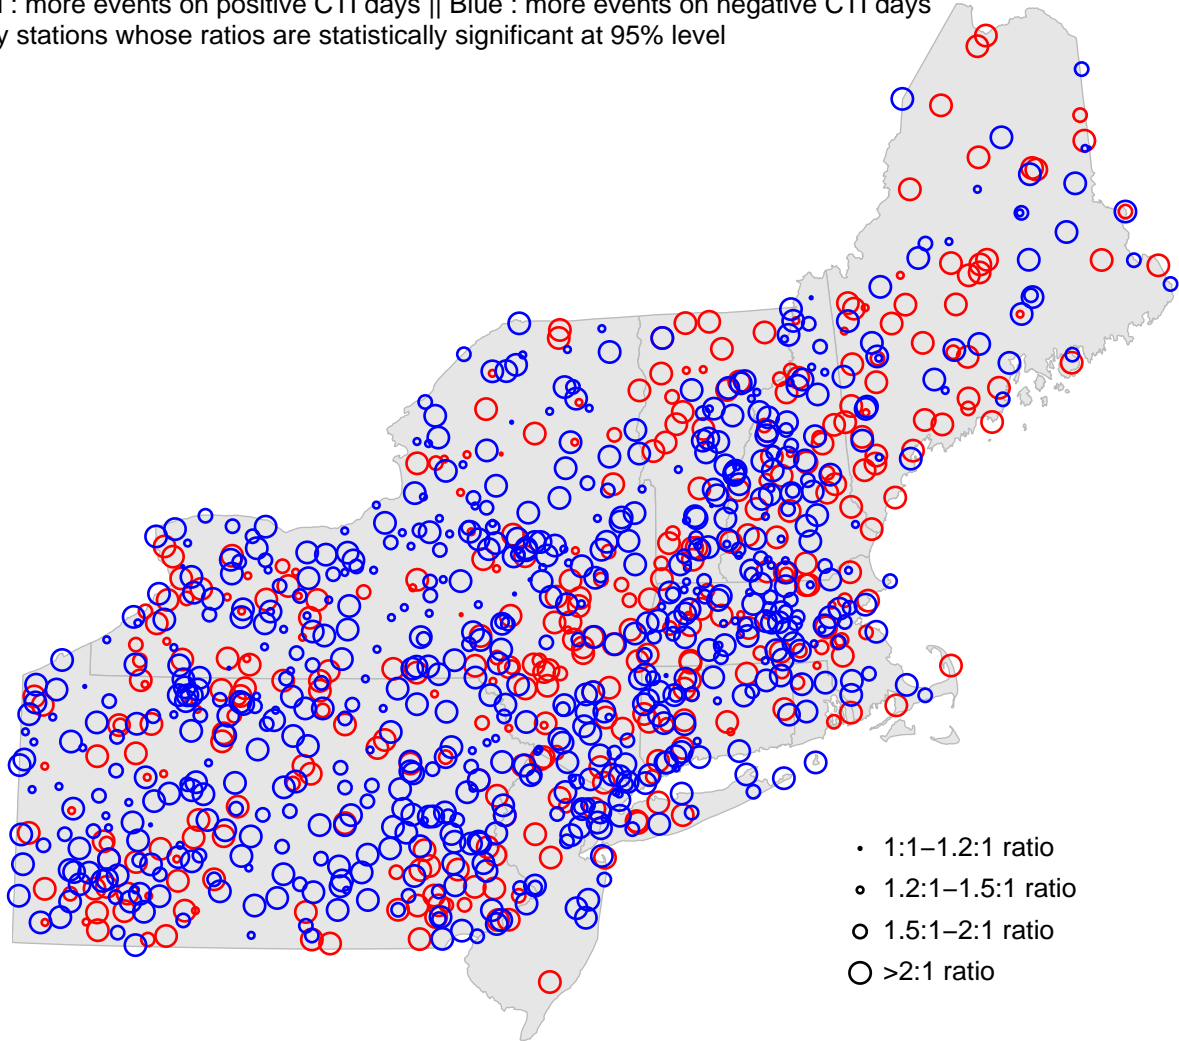 : more events on positive CTI days || Blue : more events on negative CTI days
stations whose ratios are statistically significant at 95% level
1:1–1.2:1 ratio
1.2:1–1.5:1 ratio
1.5:1–2:1 ratio
>2:1 ratio